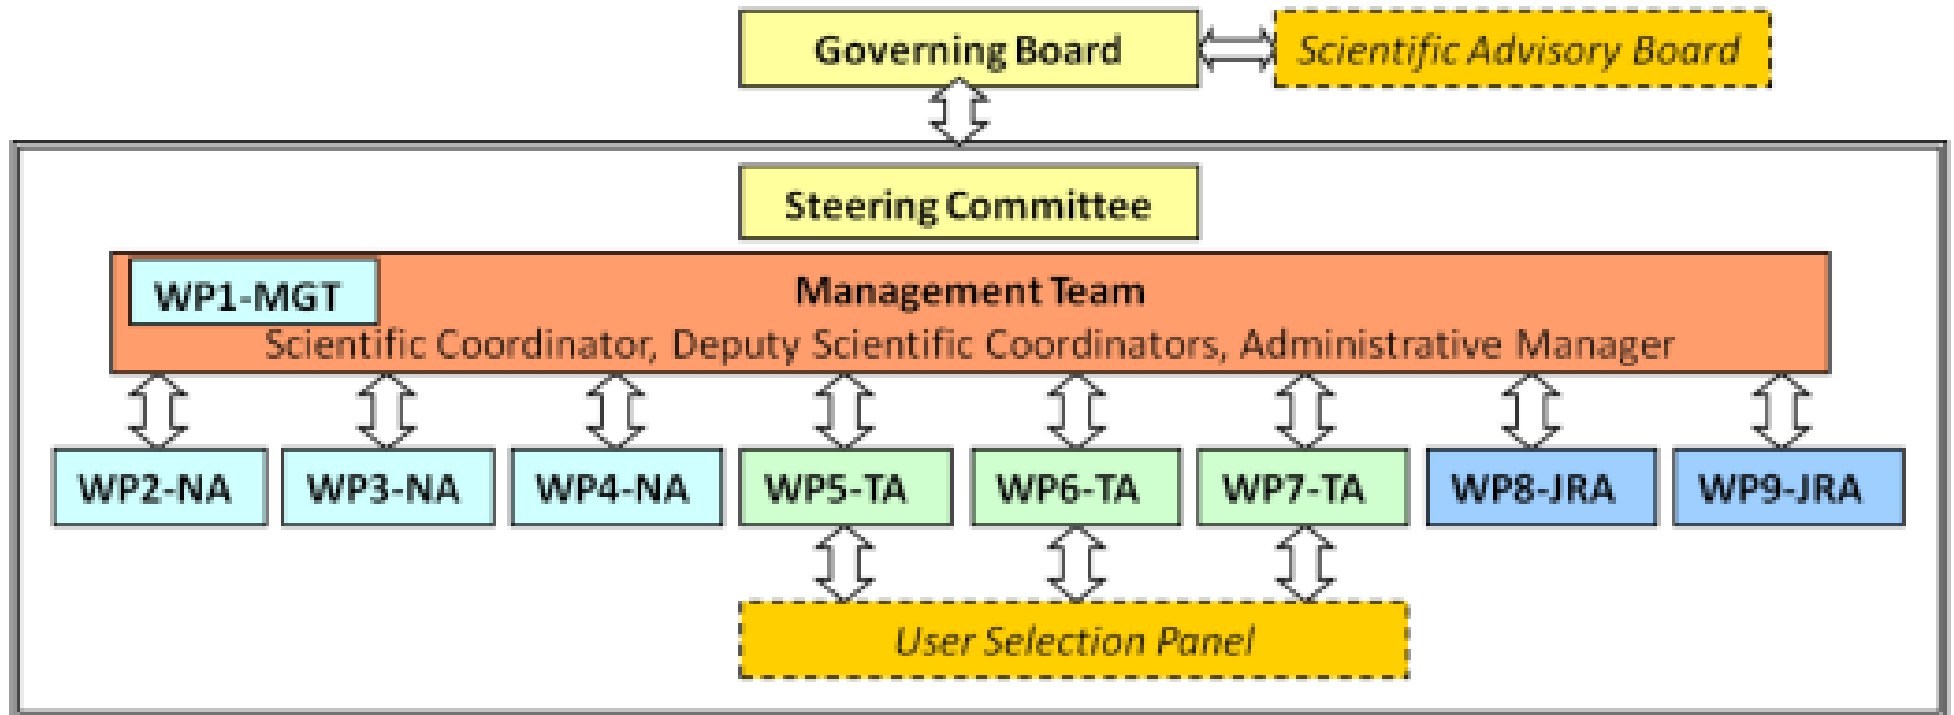 Governing Board
Scientific Advisory Board
Steering Committee
WP1-MGT
Management Team
Scientific Coordinator, Deputy Scientific Coordinators, Administrative Manager
WP2-NA
WP3-NA
WP4-NA
WP5-TA
WP6-TA
WP7-TA
WP8-JRA
WP9-JRA
User Selection Panel